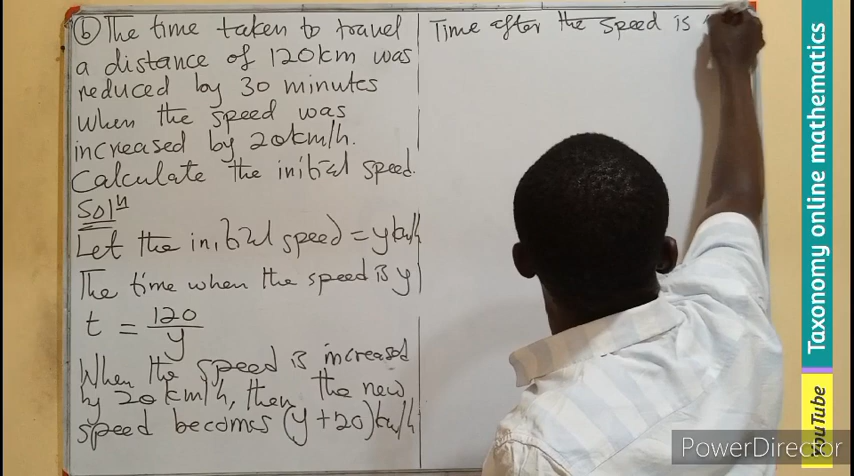 (b) The time taken to travel
a distance of 120km was
reduced by 30 minutes
when the speed was
increased by 20km/h.
Calculate the initial speed.
Solⁿ
Let the initial speed = y km/h
The time when the speed is y
t = 120/y
When the speed is increased
by 20km/h, then the new
speed becomes (y + 20) km/h
Time after the speed is
Taxonomy online mathematics
YouTube
PowerDirector